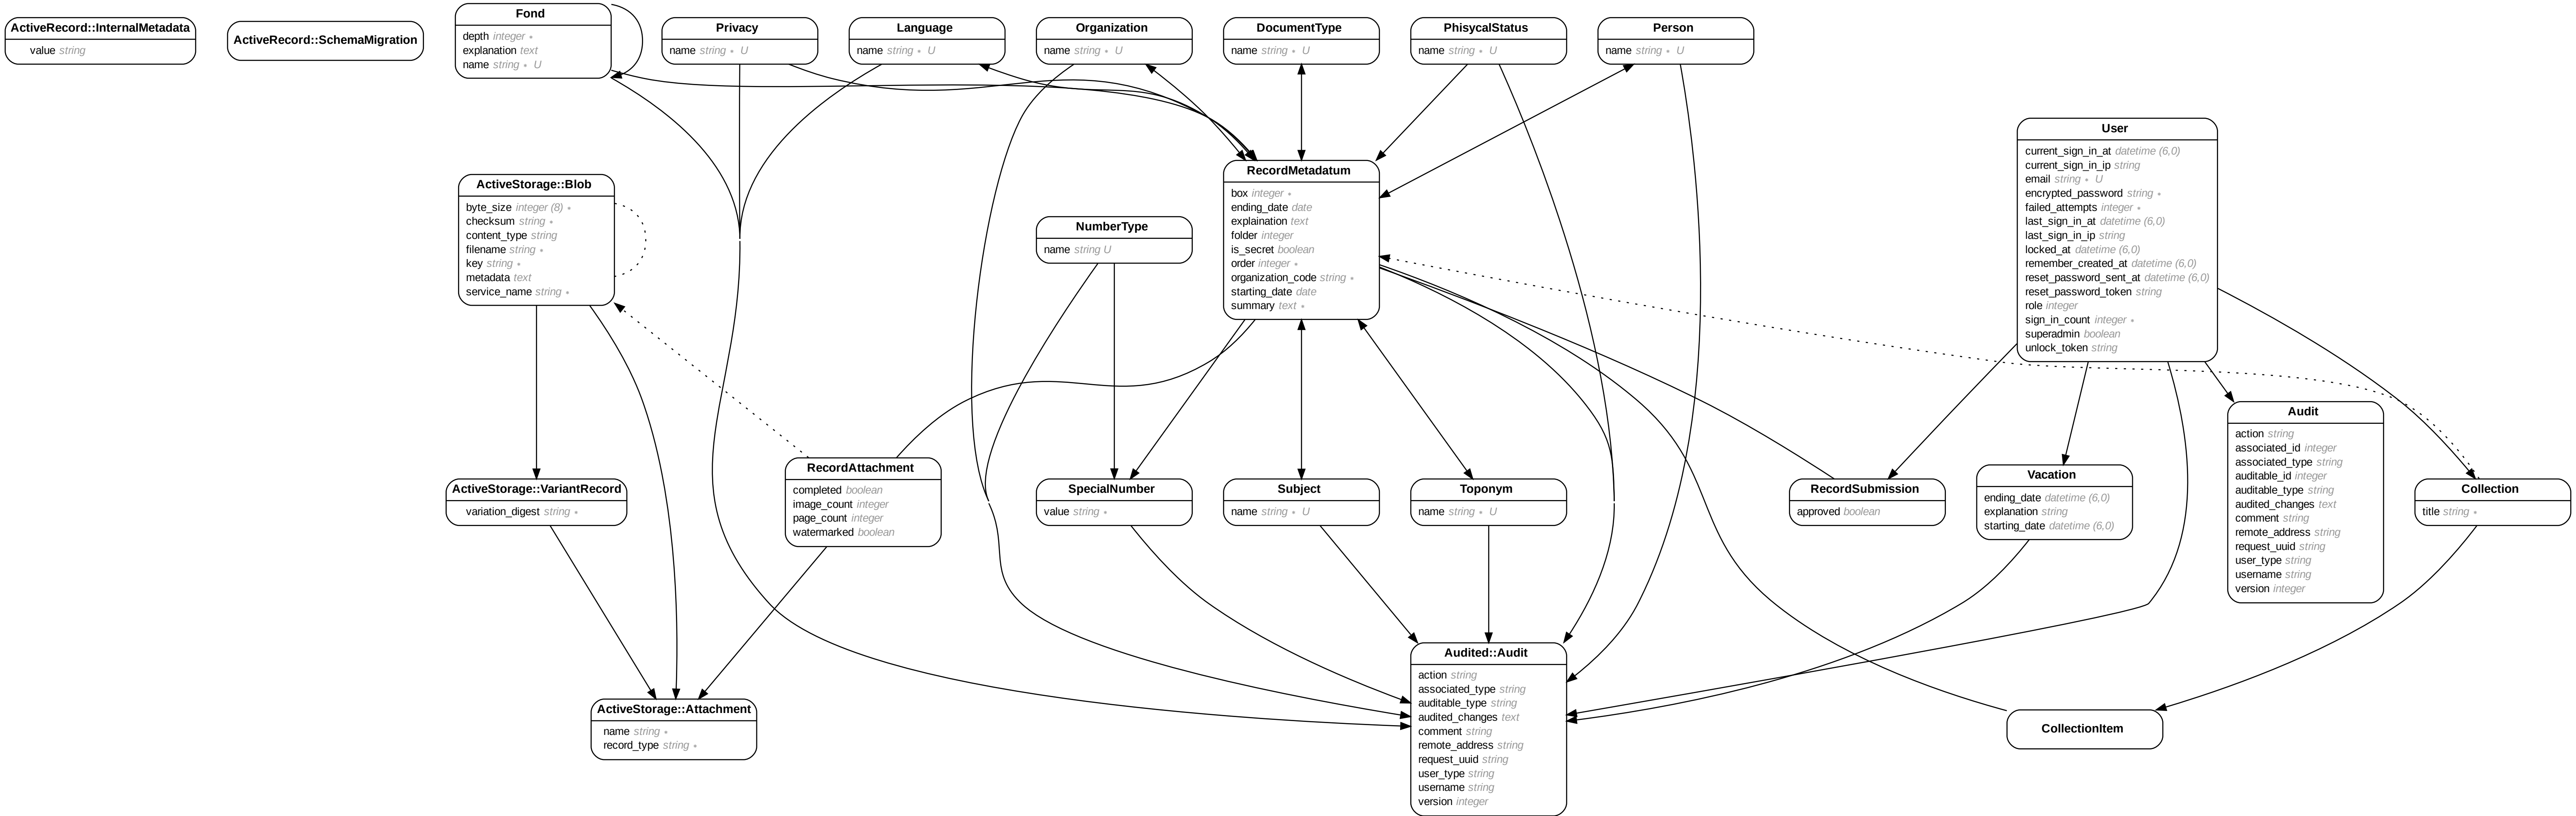 ActiveRecord::InternalMetadata
value string
ActiveRecord::SchemaMigration
Fond
depth integer ∗
explanation text
name string ∗ U
Privacy
name string ∗ U
Language
name string ∗ U
Organization
name string ∗ U
DocumentType
name string ∗ U
PhisycalStatus
name string ∗ U
Person
name string ∗ U
User
current_sign_in_at datetime (6,0)
current_sign_in_ip string
email string ∗ U
encrypted_password string ∗
failed_attempts integer ∗
last_sign_in_at datetime (6,0)
last_sign_in_ip string
locked_at datetime (6,0)
remember_created_at datetime (6,0)
reset_password_sent_at datetime (6,0)
reset_password_token string
role integer
sign_in_count integer ∗
superadmin boolean
unlock_token string
ActiveStorage::Blob
byte_size integer (8) ∗
checksum string ∗
content_type string
filename string ∗
key string ∗
metadata text
service_name string ∗
RecordMetadatum
box integer ∗
ending_date date
explaination text
folder integer
is_secret boolean
order integer ∗
organization_code string ∗
starting_date date
summary text ∗
NumberType
name string U
Audit
action string
associated_id integer
associated_type string
auditable_id integer
auditable_type string
audited_changes text
comment string
remote_address string
request_uuid string
user_type string
username string
version integer
ActiveStorage::VariantRecord
variation_digest string ∗
RecordAttachment
completed boolean
image_count integer
page_count integer
watermarked boolean
SpecialNumber
value string ∗
Subject
name string ∗ U
Toponym
name string ∗ U
RecordSubmission
approved boolean
Vacation
ending_date datetime (6,0)
explanation string
starting_date datetime (6,0)
Collection
title string ∗
Audited::Audit
action string
associated_type string
auditable_type string
audited_changes text
comment string
remote_address string
request_uuid string
user_type string
username string
version integer
ActiveStorage::Attachment
name string ∗
record_type string ∗
CollectionItem